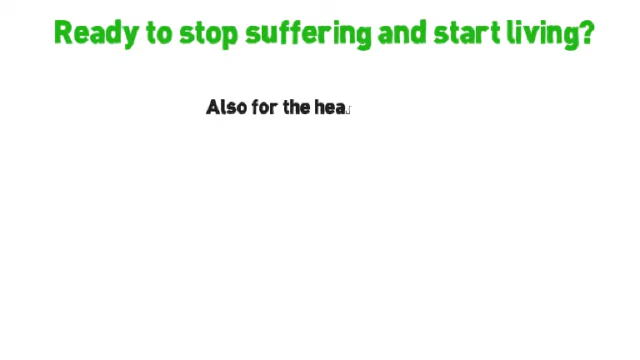 Ready to stop suffering and start living?
Also for the hea